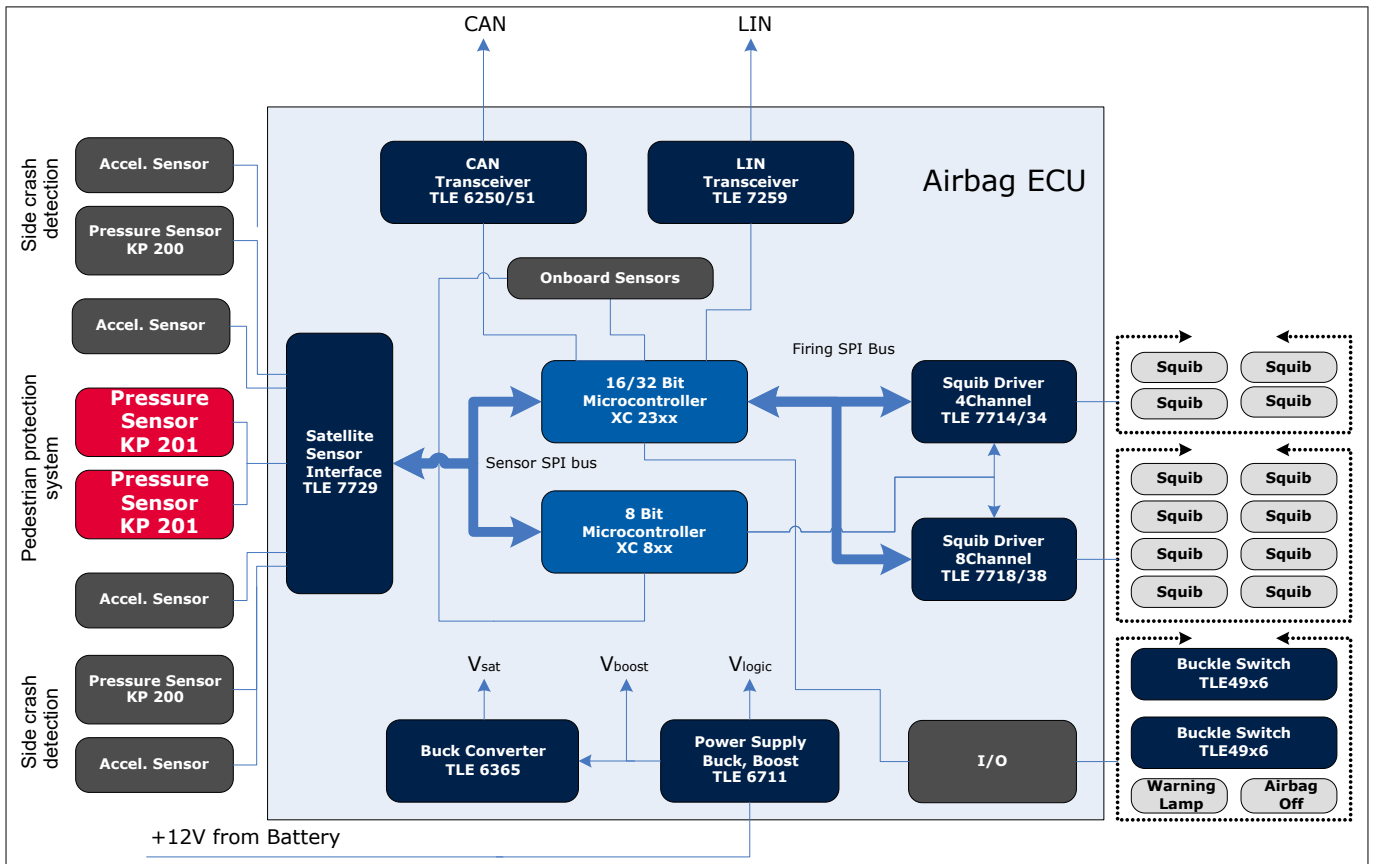 CAN
LIN
Airbag ECU
Side crash
detection
Accel. Sensor
Pressure Sensor
KP 200
Accel. Sensor
Pedestrian protection
system
Pressure
Sensor
KP 201
Pressure
Sensor
KP 201
Accel. Sensor
Side crash
detection
Pressure Sensor
KP 200
Accel. Sensor
CAN
Transceiver
TLE 6250/51
LIN
Transceiver
TLE 7259
Onboard Sensors
Satellite
Sensor
Interface
TLE 7729
Sensor SPI bus
16/32 Bit
Microcontroller
XC 23xx
8 Bit
Microcontroller
XC 8xx
Firing SPI Bus
Squib Driver
4Channel
TLE 7714/34
Squib Driver
8Channel
TLE 7718/38
Squib Squib
Squib Squib
Squib Squib
Squib Squib
Squib Squib
Squib Squib
Buckle Switch
TLE49x6
Buckle Switch
TLE49x6
Warning
Lamp
Airbag
Off
I/O
Vsat
Vboost
Vlogic
Buck Converter
TLE 6365
Power Supply
Buck, Boost
TLE 6711
+12V from Battery